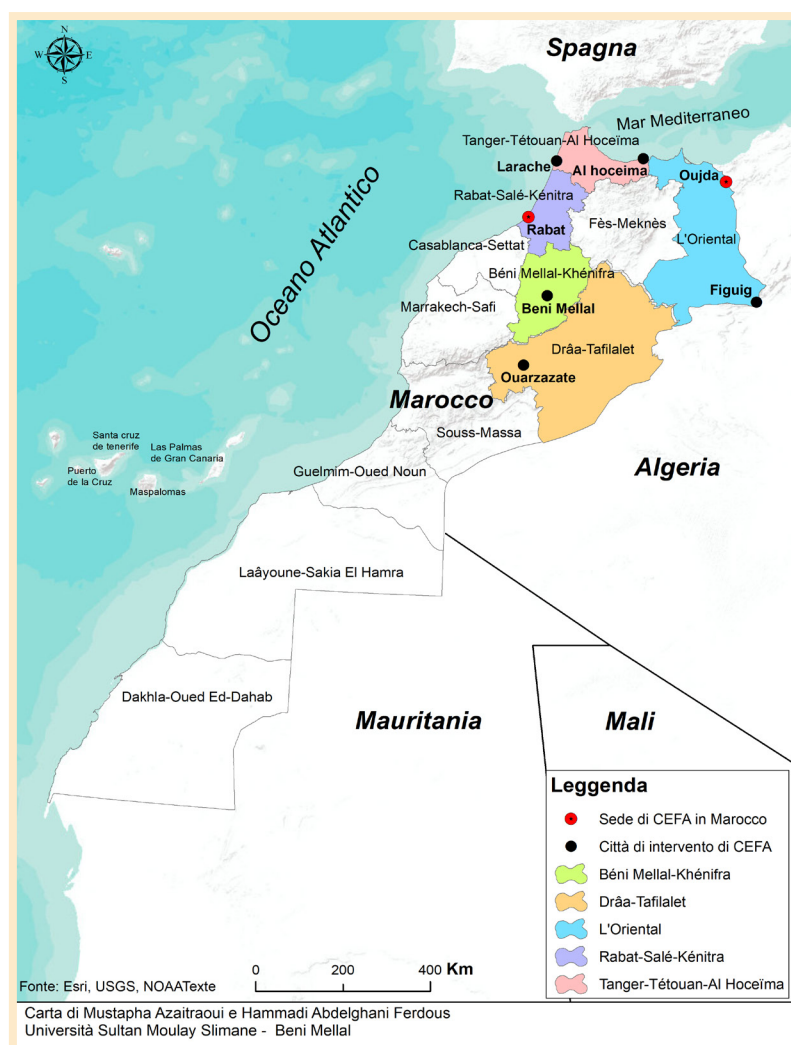 N
W E
S
Spagna
Mar Mediterraneo
Tanger-Tétouan-Al Hoceïma
Larache
Al hoceima
Oujda
Rabat-Salé-Kénitra
Rabat
Fès-Meknès
L'Oriental
Oceano Atlantico
Casablanca-Settat
Béni Mellal-Khénifra
Figuig
Marrakech-Safi
Beni Mellal
Drâa-Tafilalet
Ouarzazate
Marocco
Souss-Massa
Santa cruz
de tenerife
Las Palmas
de Gran Canaria
Puerto
de la Cruz
Maspalomas
Guelmim-Oued Noun
Algeria
Laâyoune-Sakia El Hamra
Dakhla-Oued Ed-Dahab
Mauritania
Mali
Leggenda
Sede di CEFA in Marocco
Città di intervento di CEFA
Béni Mellal-Khénifra
Drâa-Tafilalet
L'Oriental
Rabat-Salé-Kénitra
Tanger-Tétouan-Al Hoceïma
0 200 400 Km
Fonte: Esri, USGS, NOAATexte
Carta di Mustapha Azaitraoui e Hammadi Abdelghani Ferdous
Università Sultan Moulay Slimane - Beni Mellal